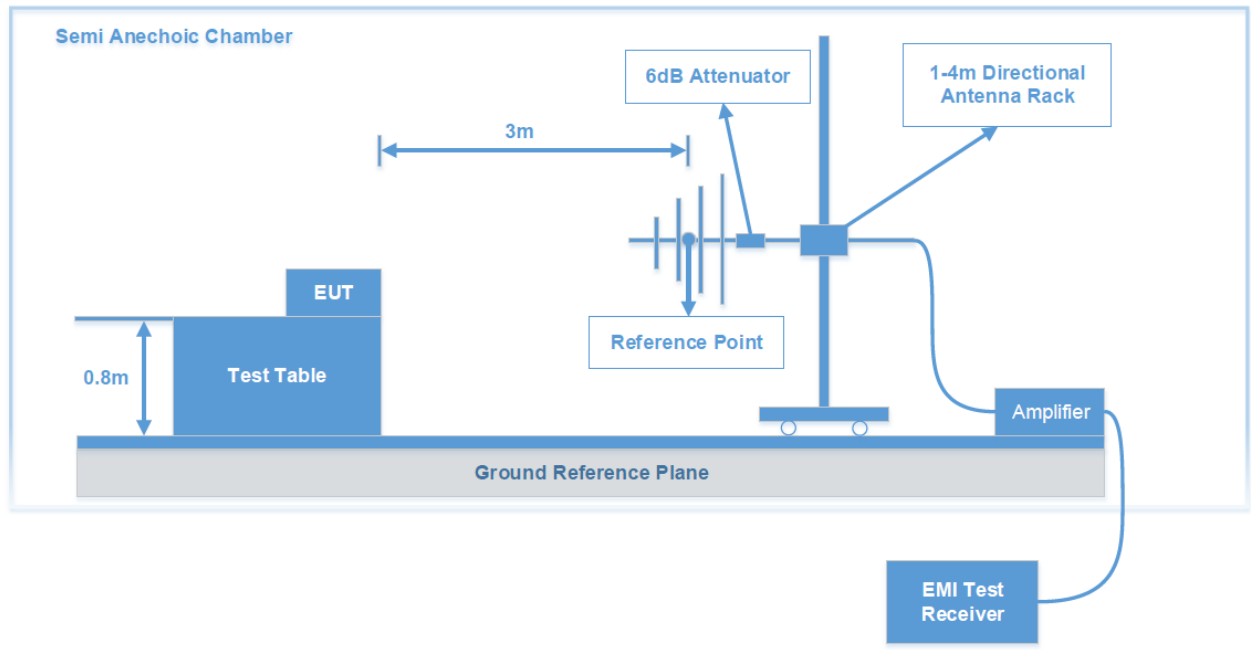 Semi Anechoic Chamber
6dB Attenuator
1-4m Directional
Antenna Rack
3m
EUT
Reference Point
0.8m
Test Table
Amplifier
Ground Reference Plane
EMI Test
Receiver